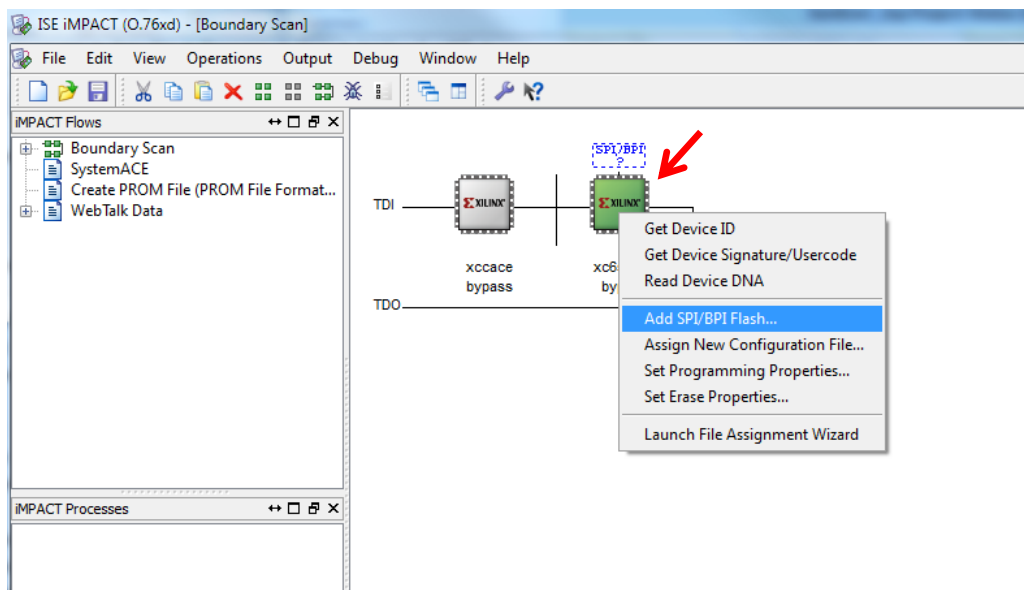 ISE iMPACT (O.76xd) - [Boundary Scan]
File Edit View Operations Output Debug Window Help
iMPACT Flows
Boundary Scan
SystemACE
Create PROM File (PROM File Format...
WebTalk Data
iMPACT Processes
SPI/BPI
?
TDI
XILINX
XILINX
xccace
bypass
xc6
by
TDO
Get Device ID
Get Device Signature/Usercode
Read Device DNA
Add SPI/BPI Flash...
Assign New Configuration File...
Set Programming Properties...
Set Erase Properties...
Launch File Assignment Wizard